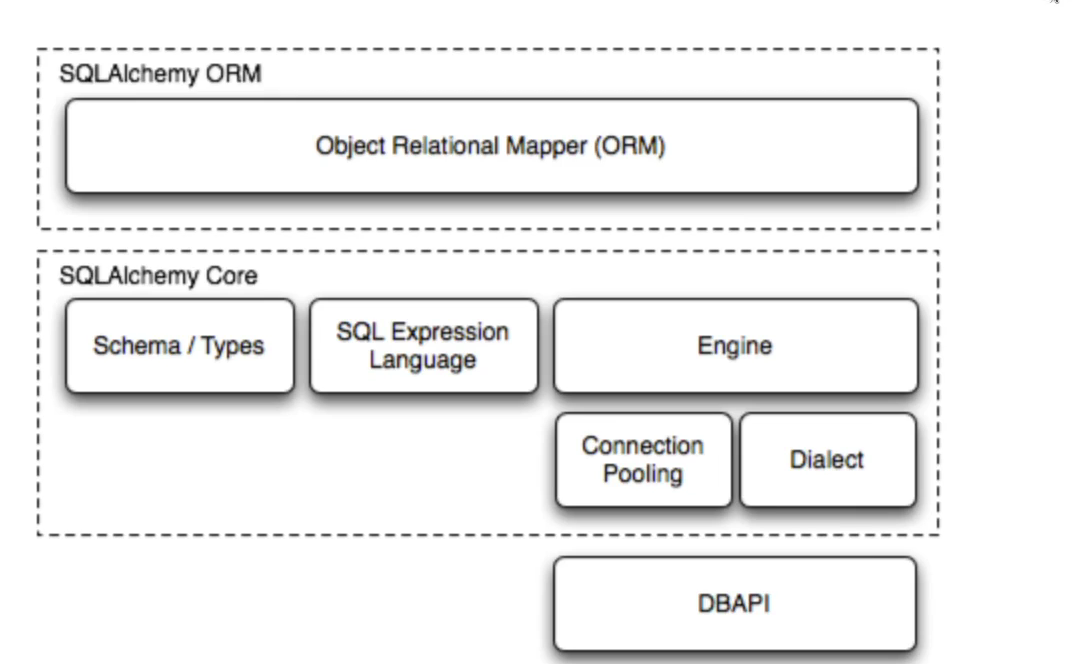 SQLAlchemy ORM
Object Relational Mapper (ORM)
SQLAlchemy Core
Schema / Types
SQL Expression
Language
Engine
Connection
Pooling
Dialect
DBAPI